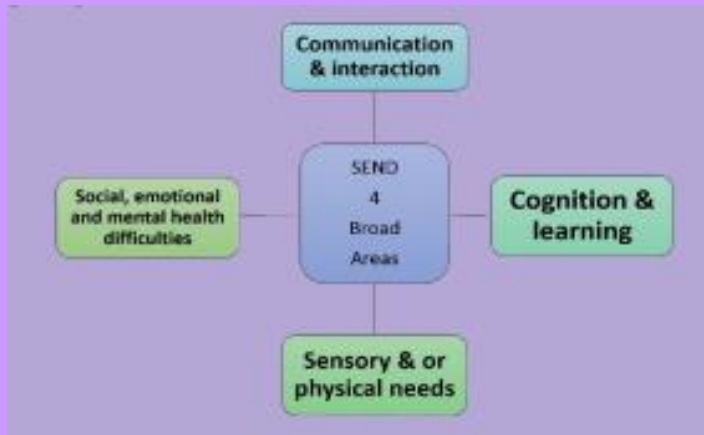 Communication
& interaction
SEND
4
Broad
Areas
Social, emotional
and mental health
difficulties
Cognition &
learning
Sensory & or
physical needs